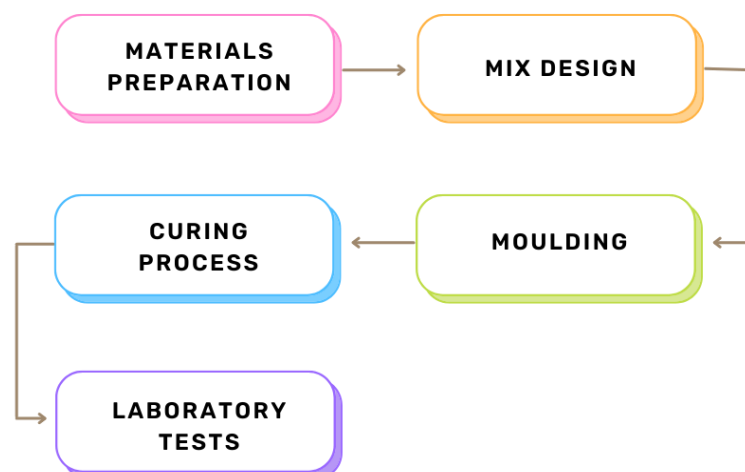 MATERIALS
PREPARATION
MIX DESIGN
MOULDING
CURING
PROCESS
LABORATORY
TESTS